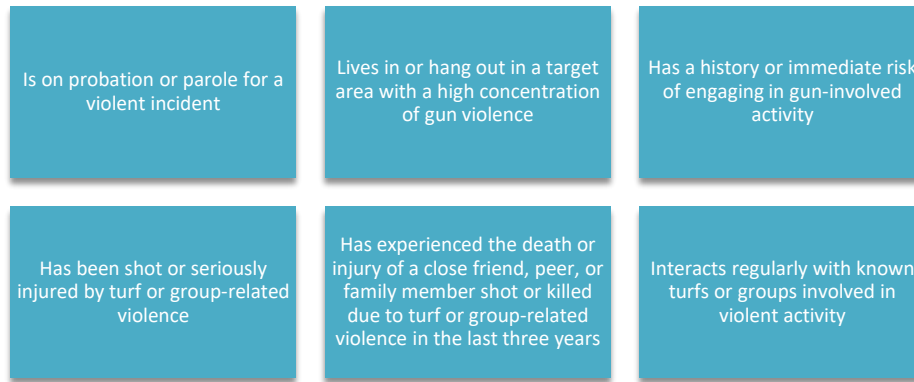 Is on probation or parole for a
violent incident
Lives in or hang out in a target
area with a high concentration
of gun violence
Has a history or immediate risk
of engaging in gun-involved
activity
Has been shot or seriously
injured by turf or group-related
violence
Has experienced the death or
injury of a close friend, peer, or
family member shot or killed
due to turf or group-related
violence in the last three years
Interacts regularly with known
turfs or groups involved in
violent activity